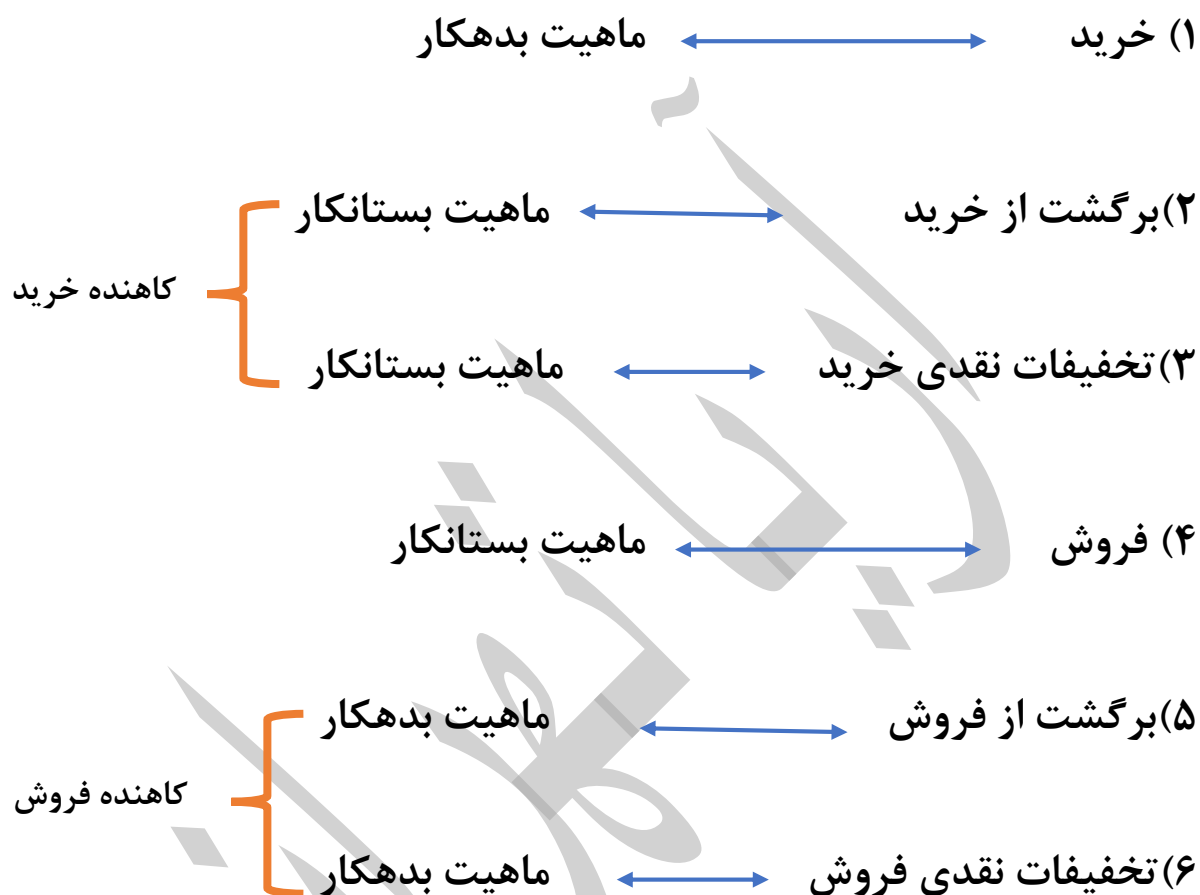 ۱) خرید ماهیت بدهکار
۲)برگشت از خرید ماهیت بستانکار
کاهنده خرید
۳)تخفیفات نقدی خرید ماهیت بستانکار
۴) فروش ماهیت بستانکار
۵)برگشت از فروش ماهیت بدهکار
کاهنده فروش
۶)تخفیفات نقدی فروش ماهیت بدهکار